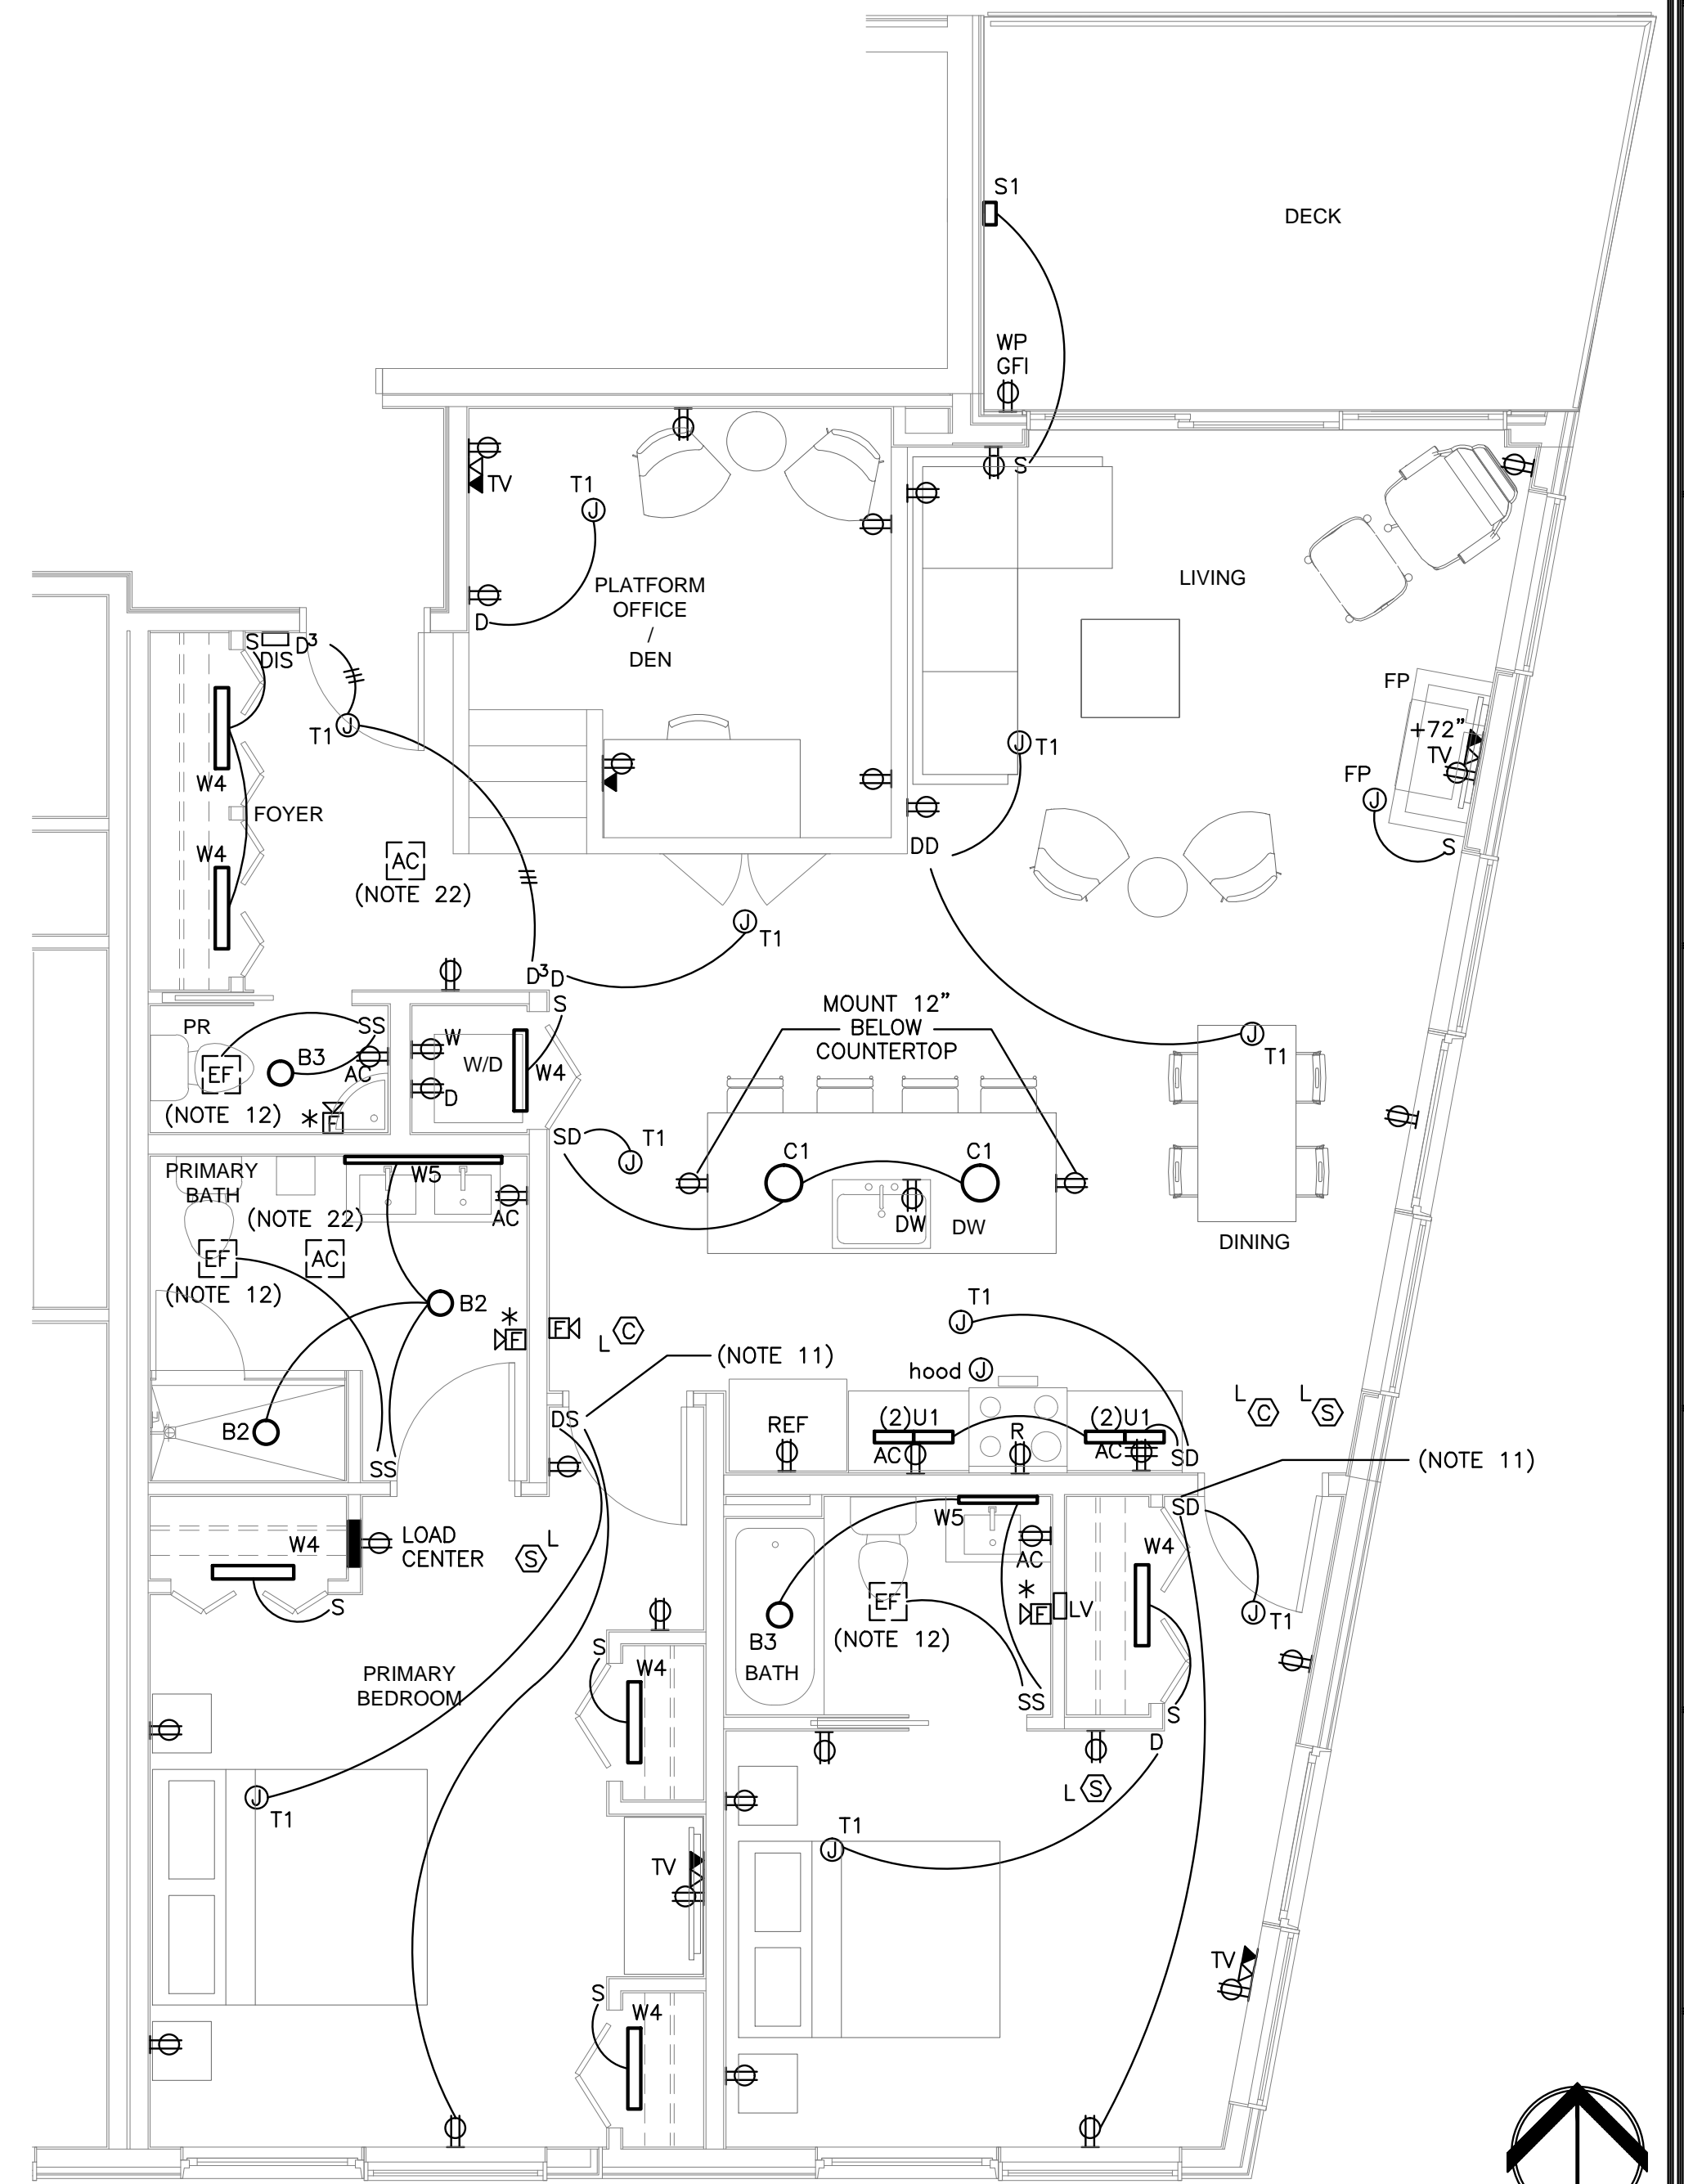 S1
DECK
WP
GFI
S
TV
T1
D
PLATFORM
OFFICE
/
DEN
LIVING
S
DIS
D³
T1
W4
FOYER
W4
AC
(NOTE 22)
T1
DD
FP
+72"
TV
FP
S
T1
D³D
S
MOUNT 12"
BELOW
COUNTERTOP
T1
PR
SS
EF
B3
AC
(NOTE 12)
*
F
W
W/D
D
W4
SD
T1
C1
C1
DW
DW
DINING
PRIMARY
BATH
W5
(NOTE 22)
AC
EF
AC
(NOTE 12)
B2
*
F
F
L
C
B2
SS
T1
(NOTE 11)
hood
J
DS
REF
(2)U1
AC
R
(2)U1
AC
SD
L
C
L
S
(NOTE 11)
SD
W4
LOAD
CENTER
S
L
S
W5
AC
*
F
LV
EF
(NOTE 12)
B3
BATH
SS
W4
S
T1
S
W4
PRIMARY
BEDROOM
D
L
S
T1
T1
TV
TV
S
W4
J
J
J
J
J
J
J
J
J
J
J
J